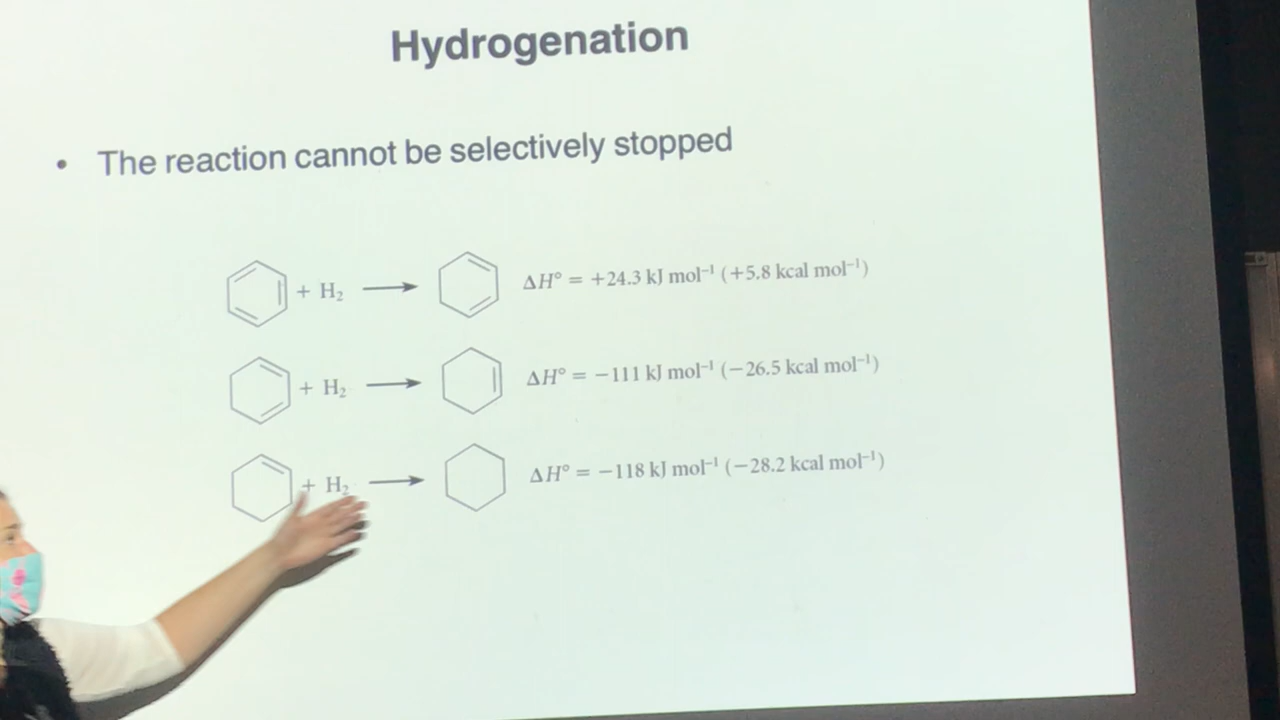 Hydrogenation
• The reaction cannot be selectively stopped
+ H₂ ⟶ ΔH° = +24.3 kJ mol⁻¹ (+5.8 kcal mol⁻¹)
+ H₂ ⟶ ΔH° = −111 kJ mol⁻¹ (−26.5 kcal mol⁻¹)
+ H₂ ⟶ ΔH° = −118 kJ mol⁻¹ (−28.2 kcal mol⁻¹)